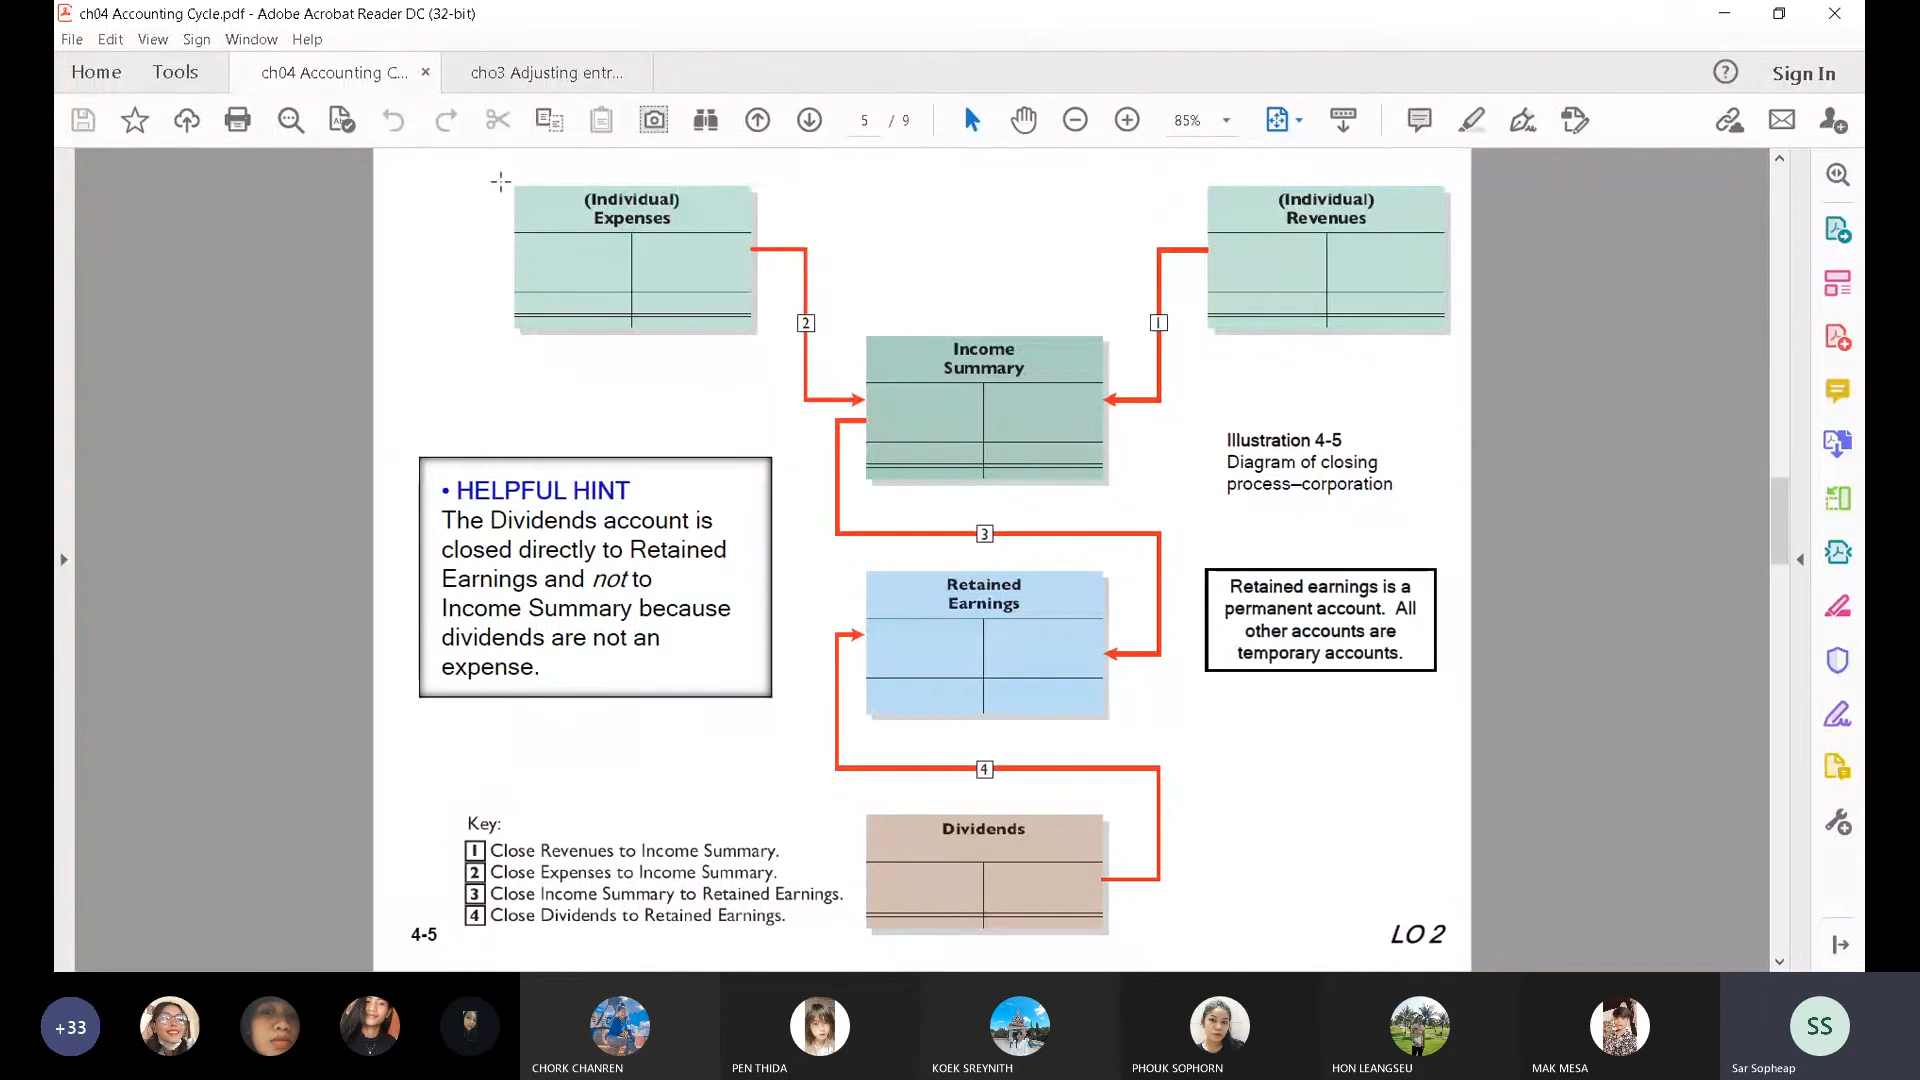 ch04 Accounting Cycle.pdf - Adobe Acrobat Reader DC (32-bit)
File Edit View Sign Window Help
Home Tools ch04 Accounting C... × cho3 Adjusting entr... Sign In
5 / 9 85%
(Individual)
Expenses
(Individual)
Revenues
2
1
Income
Summary
Illustration 4-5
Diagram of closing
process—corporation
• HELPFUL HINT
The Dividends account is
closed directly to Retained
Earnings and not to
Income Summary because
dividends are not an
expense.
3
Retained
Earnings
Retained earnings is a
permanent account. All
other accounts are
temporary accounts.
4
Dividends
Key:
1 Close Revenues to Income Summary.
2 Close Expenses to Income Summary.
3 Close Income Summary to Retained Earnings.
4 Close Dividends to Retained Earnings.
4-5
LO 2
+33
CHORK CHANREN
PEN THIDA
KOEK SREYNITH
PHOUK SOPHORN
HON LEANGSEU
MAK MESA
SS
Sar Sopheap